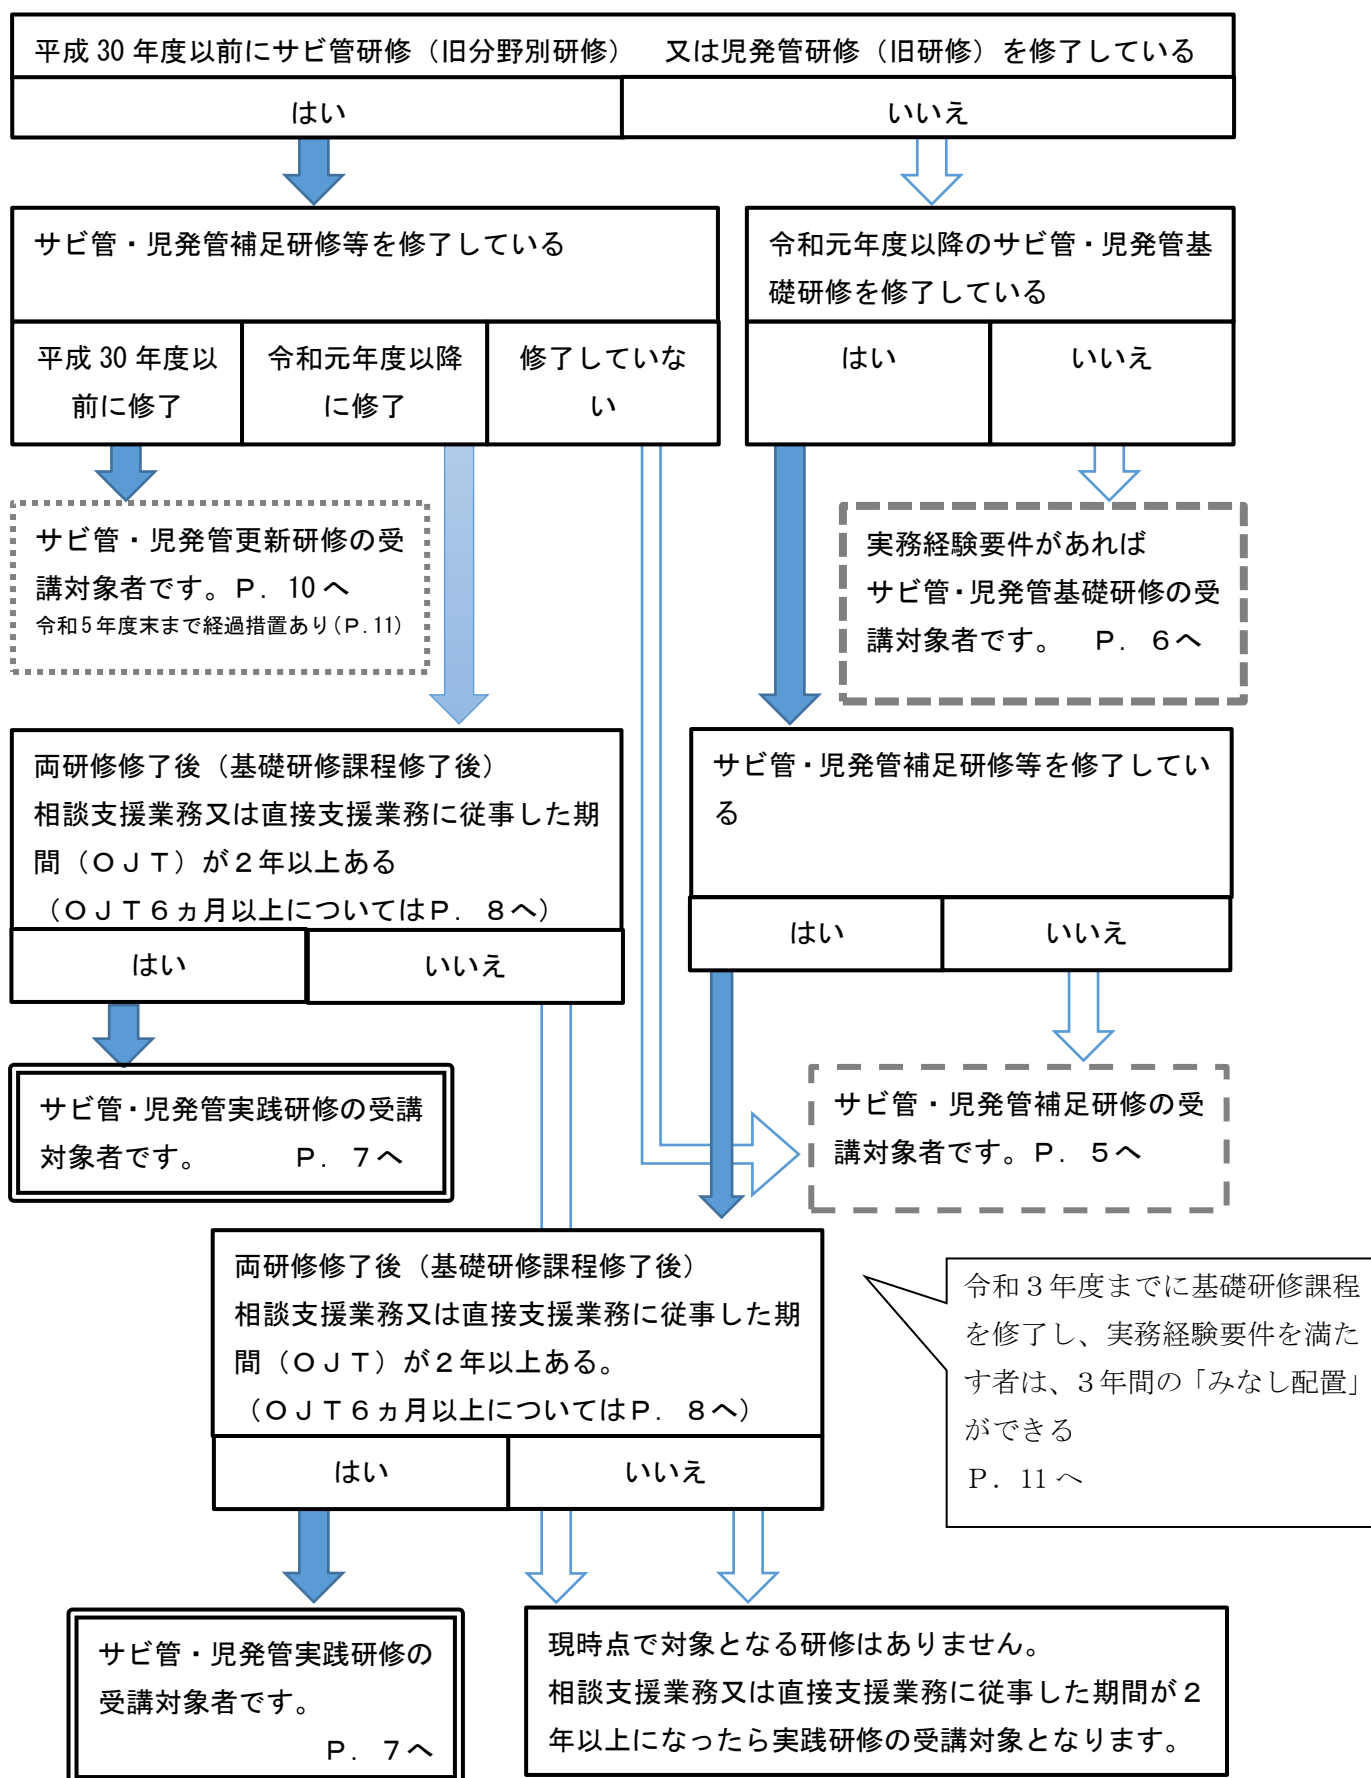 平成 30 年度以前にサビ管研修（旧分野別研修）　又は児発管研修（旧研修）を修了している
はい
いいえ
サビ管・児発管補足研修等を修了している
令和元年度以降のサビ管・児発管基
礎研修を修了している
平成 30 年度以
前に修了
令和元年度以降
に修了
修了していな
い
はい
いいえ
サビ管・児発管更新研修の受
講対象者です。Ｐ．10 へ
令和５年度末まで経過措置あり（Ｐ.11）
実務経験要件があれば
サビ管・児発管基礎研修の受
講対象者です。　Ｐ．６へ
両研修修了後（基礎研修課程修了後）
相談支援業務又は直接支援業務に従事した期
間（ＯＪＴ）が２年以上ある
（ＯＪＴ６ヵ月以上についてはＰ．８へ）
はい
いいえ
サビ管・児発管補足研修等を修了してい
る
はい
いいえ
サビ管・児発管実践研修の受講
対象者です。　　　Ｐ．７へ
サビ管・児発管補足研修の受
講対象者です。Ｐ．５へ
両研修修了後（基礎研修課程修了後）
相談支援業務又は直接支援業務に従事した期
間（ＯＪＴ）が２年以上ある。
（ＯＪＴ６ヵ月以上についてはＰ．８へ）
はい
いいえ
令和３年度までに基礎研修課程
を修了し、実務経験要件を満た
す者は、３年間の「みなし配置」
ができる
Ｐ．11 へ
サビ管・児発管実践研修の
受講対象者です。
Ｐ．７へ
現時点で対象となる研修はありません。
相談支援業務又は直接支援業務に従事した期間が２
年以上になったら実践研修の受講対象となります。